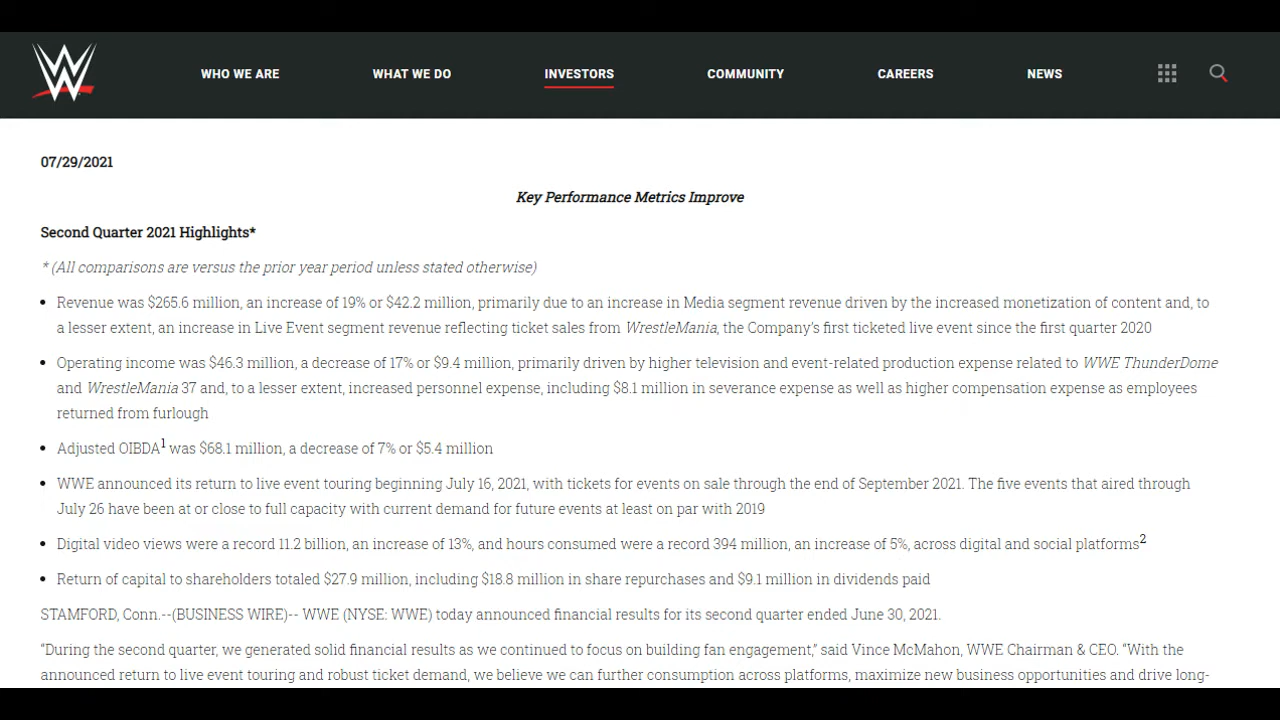 WHO WE ARE WHAT WE DO INVESTORS COMMUNITY CAREERS NEWS
07/29/2021
Key Performance Metrics Improve
Second Quarter 2021 Highlights*
* (All comparisons are versus the prior year period unless stated otherwise)
• Revenue was $265.6 million, an increase of 19% or $42.2 million, primarily due to an increase in Media segment revenue driven by the increased monetization of content and, to
a lesser extent, an increase in Live Event segment revenue reflecting ticket sales from WrestleMania, the Company's first ticketed live event since the first quarter 2020
• Operating income was $46.3 million, a decrease of 17% or $9.4 million, primarily driven by higher television and event-related production expense related to WWE ThunderDome
and WrestleMania 37 and, to a lesser extent, increased personnel expense, including $8.1 million in severance expense as well as higher compensation expense as employees
returned from furlough
• Adjusted OIBDA1 was $68.1 million, a decrease of 7% or $5.4 million
• WWE announced its return to live event touring beginning July 16, 2021, with tickets for events on sale through the end of September 2021. The five events that aired through
July 26 have been at or close to full capacity with current demand for future events at least on par with 2019
• Digital video views were a record 11.2 billion, an increase of 13%, and hours consumed were a record 394 million, an increase of 5%, across digital and social platforms2
• Return of capital to shareholders totaled $27.9 million, including $18.8 million in share repurchases and $9.1 million in dividends paid
STAMFORD, Conn.--(BUSINESS WIRE)-- WWE (NYSE: WWE) today announced financial results for its second quarter ended June 30, 2021.
“During the second quarter, we generated solid financial results as we continued to focus on building fan engagement,” said Vince McMahon, WWE Chairman & CEO. “With the
announced return to live event touring and robust ticket demand, we believe we can further consumption across platforms, maximize new business opportunities and drive long-